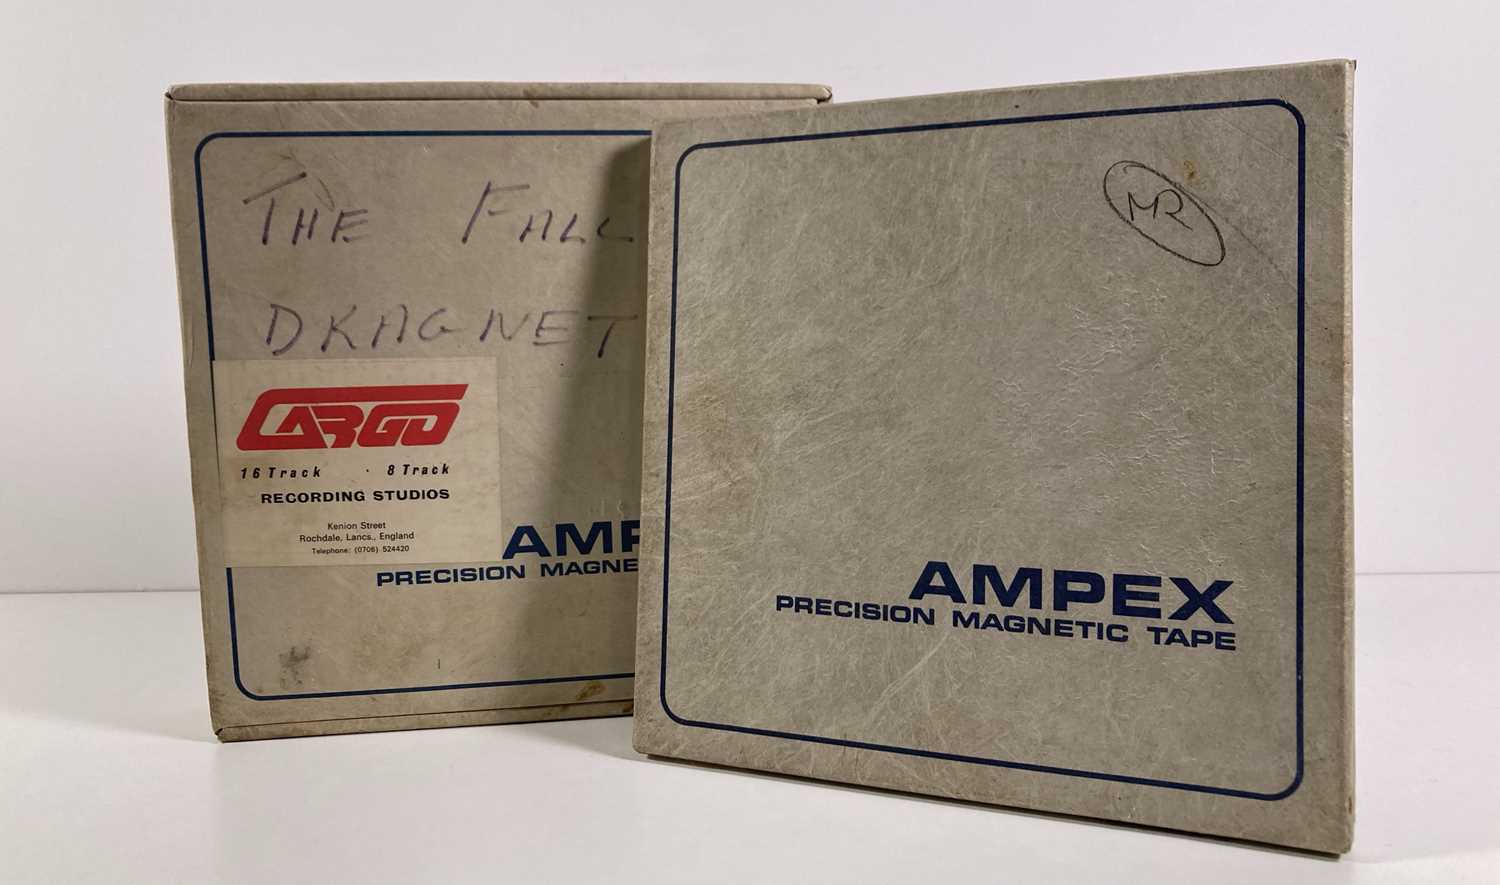 THE FALL
DRAGNET
CARGO
16 Track · 8 Track
RECORDING STUDIOS
Kenion Street
Rochdale, Lancs., England
Telephone: (0706) 524420
AMP
PRECISION MAGNE
MR
AMPEX
PRECISION MAGNETIC TAPE